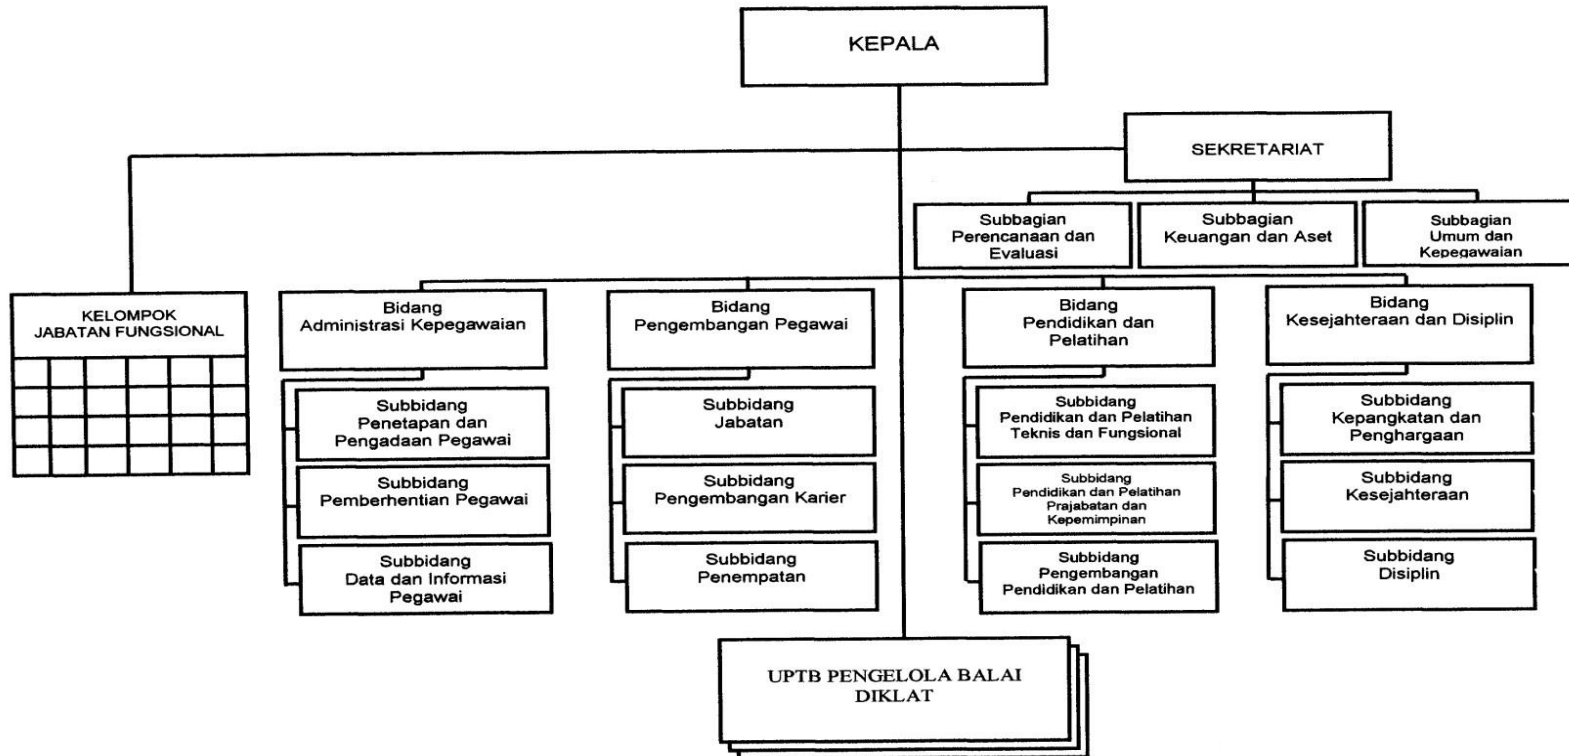 KEPALA
SEKRETARIAT
Subbagian
Perencanaan dan
Evaluasi
Subbagian
Keuangan dan Aset
Subbagian
Umum dan
Kepegawaian
KELOMPOK
JABATAN FUNGSIONAL
Bidang
Administrasi Kepegawaian
Subbidang
Penetapan dan
Pengadaan Pegawai
Subbidang
Pemberhentian Pegawai
Subbidang
Data dan Informasi
Pegawai
Bidang
Pengembangan Pegawai
Subbidang
Jabatan
Subbidang
Pengembangan Karier
Subbidang
Penempatan
Bidang
Pendidikan dan
Pelatihan
Subbidang
Pendidikan dan Pelatihan
Teknis dan Fungsional
Subbidang
Pendidikan dan Pelatihan
Prajabatan dan
Kepemimpinan
Subbidang
Pengembangan
Pendidikan dan Pelatihan
Bidang
Kesejahteraan dan Disiplin
Subbidang
Kepangkatan dan
Penghargaan
Subbidang
Kesejahteraan
Subbidang
Disiplin
UPTB PENGELOLA BALAI
DIKLAT